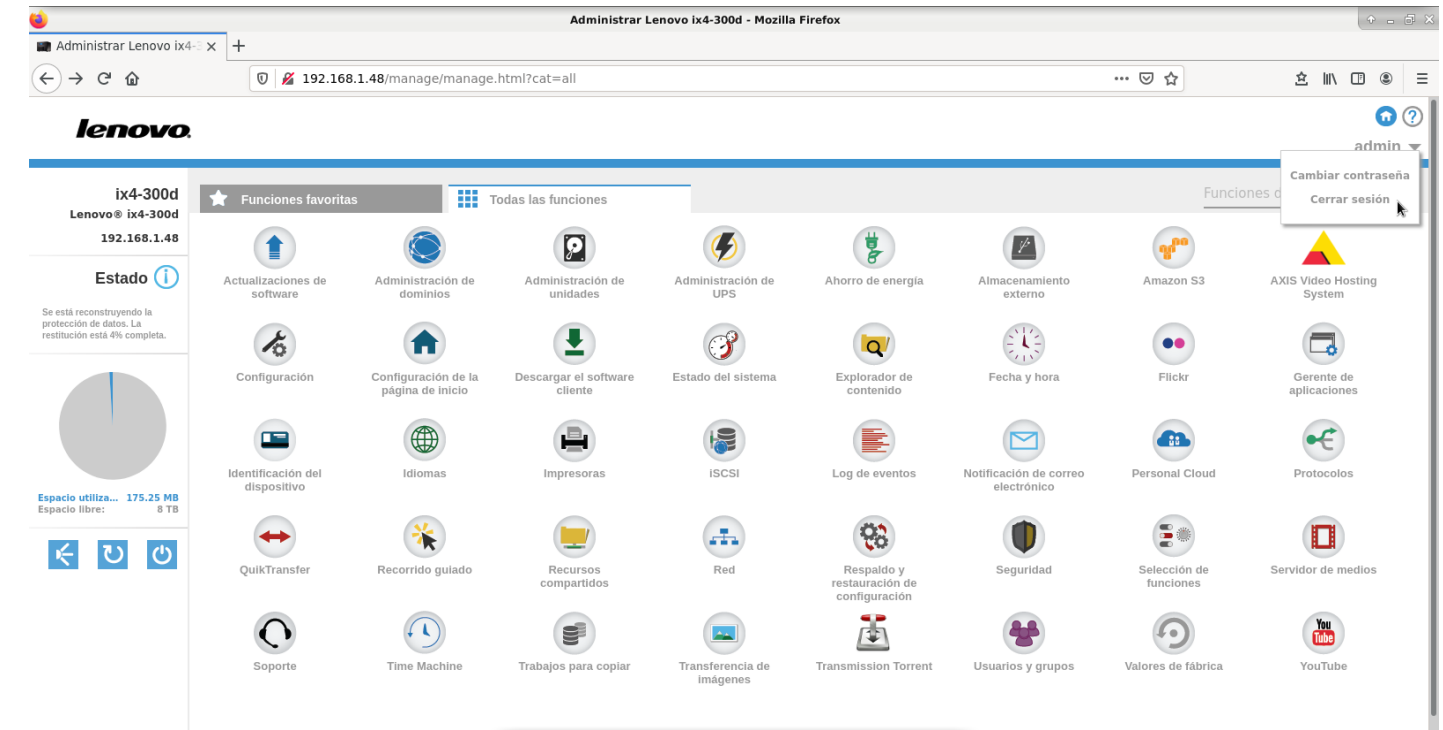 Administrar Lenovo ix4-300d - Mozilla Firefox
Administrar Lenovo ix4-3
192.168.1.48/manage/manage.html?cat=all
lenovo
admin
Cambiar contraseña
Cerrar sesión
ix4-300d
Lenovo® ix4-300d
192.168.1.48
Estado
Se está reconstruyendo la
protección de datos. La
restitución está 4% completa.
Espacio utiliza... 175.25 MB
Espacio libre: 8 TB
Funciones favoritas
Todas las funciones
Funciones d
Actualizaciones de
software
Administración de
dominios
Administración de
unidades
Administración de
UPS
Ahorro de energía
Almacenamiento
externo
Amazon S3
AXIS Video Hosting
System
Configuración
Configuración de la
página de inicio
Descargar el software
cliente
Estado del sistema
Explorador de
contenido
Fecha y hora
Flickr
Gerente de
aplicaciones
Identificación del
dispositivo
Idiomas
Impresoras
iSCSI
Log de eventos
Notificación de correo
electrónico
Personal Cloud
Protocolos
QuikTransfer
Recorrido guiado
Recursos
compartidos
Red
Respaldo y
restauración de
configuración
Seguridad
Selección de
funciones
Servidor de medios
Soporte
Time Machine
Trabajos para copiar
Transferencia de
imágenes
Transmission Torrent
Usuarios y grupos
Valores de fábrica
You
Tube
YouTube